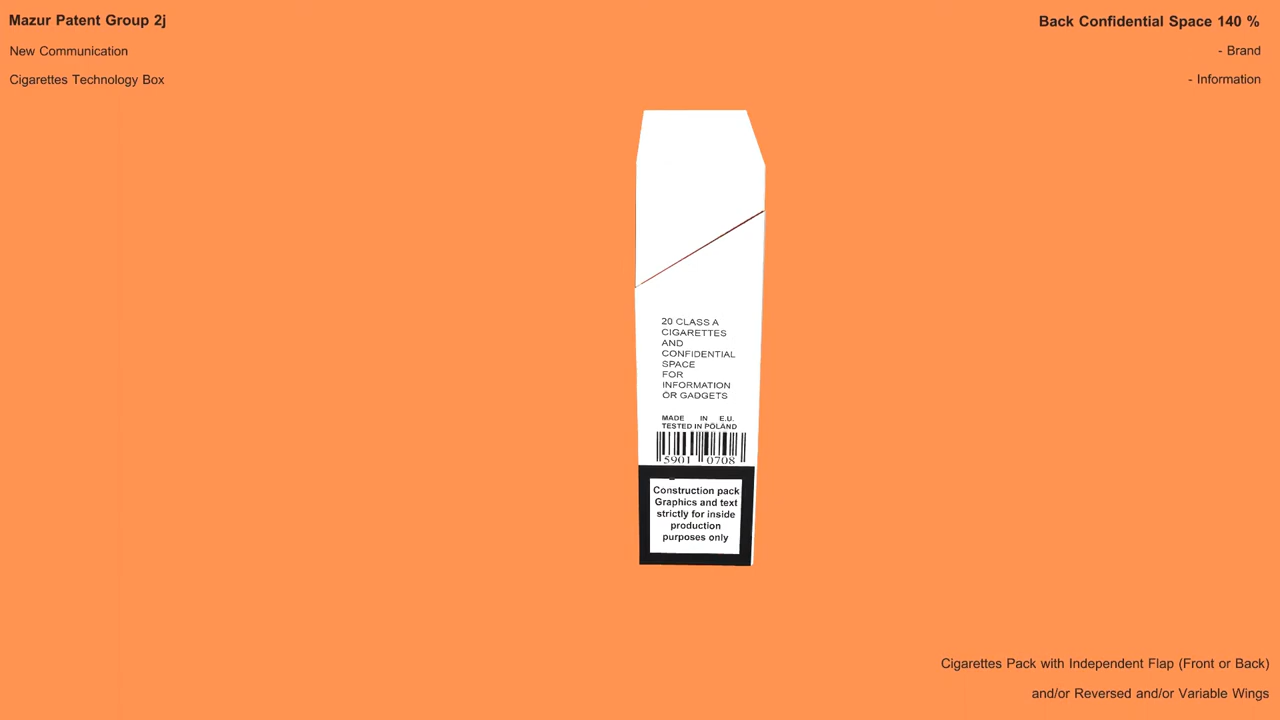 Mazur Patent Group 2j
New Communication
Cigarettes Technology Box
Back Confidential Space 140 %
- Brand
- Information
20 CLASS A
CIGARETTES
AND
CONFIDENTIAL
SPACE
FOR
INFORMATION
OR GADGETS
MADE IN E.U.
TESTED IN POLAND
5901 0708
Construction pack
Graphics and text
strictly for inside
production
purposes only
Cigarettes Pack with Independent Flap (Front or Back)
and/or Reversed and/or Variable Wings